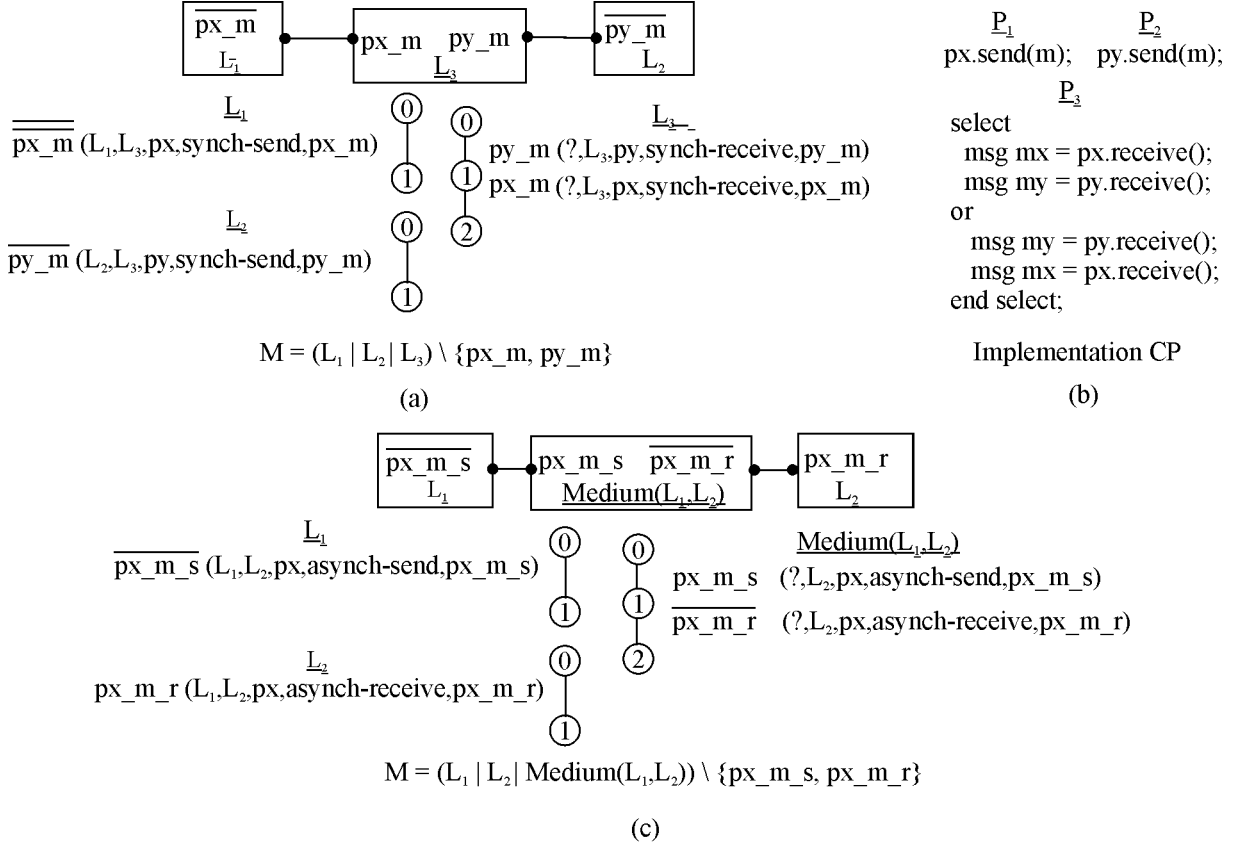 px_m px_m py_m py_m
L₁ L₃ L₂
L₁
px_m (L₁,L₃,px,synch-send,px_m)
0
1
0
1
2
L₃
py_m (?,L₃,py,synch-receive,py_m)
px_m (?,L₃,px,synch-receive,px_m)
L₂
py_m (L₂,L₃,py,synch-send,py_m)
0
1
M = (L₁ | L₂ | L₃) \ {px_m, py_m}
(a)
P₁ P₂
px.send(m); py.send(m);
P₃
select
msg mx = px.receive();
msg my = py.receive();
or
msg my = py.receive();
msg mx = px.receive();
end select;
Implementation CP
(b)
px_m_s px_m_s px_m_r px_m_r
L₁ Medium(L₁,L₂) L₂
L₁
px_m_s (L₁,L₂,px,asynch-send,px_m_s)
0
1
0
1
2
Medium(L₁,L₂)
px_m_s (?,L₂,px,asynch-send,px_m_s)
px_m_r (?,L₂,px,asynch-receive,px_m_r)
L₂
px_m_r (L₁,L₂,px,asynch-receive,px_m_r)
0
1
M = (L₁ | L₂ | Medium(L₁,L₂)) \ {px_m_s, px_m_r}
(c)